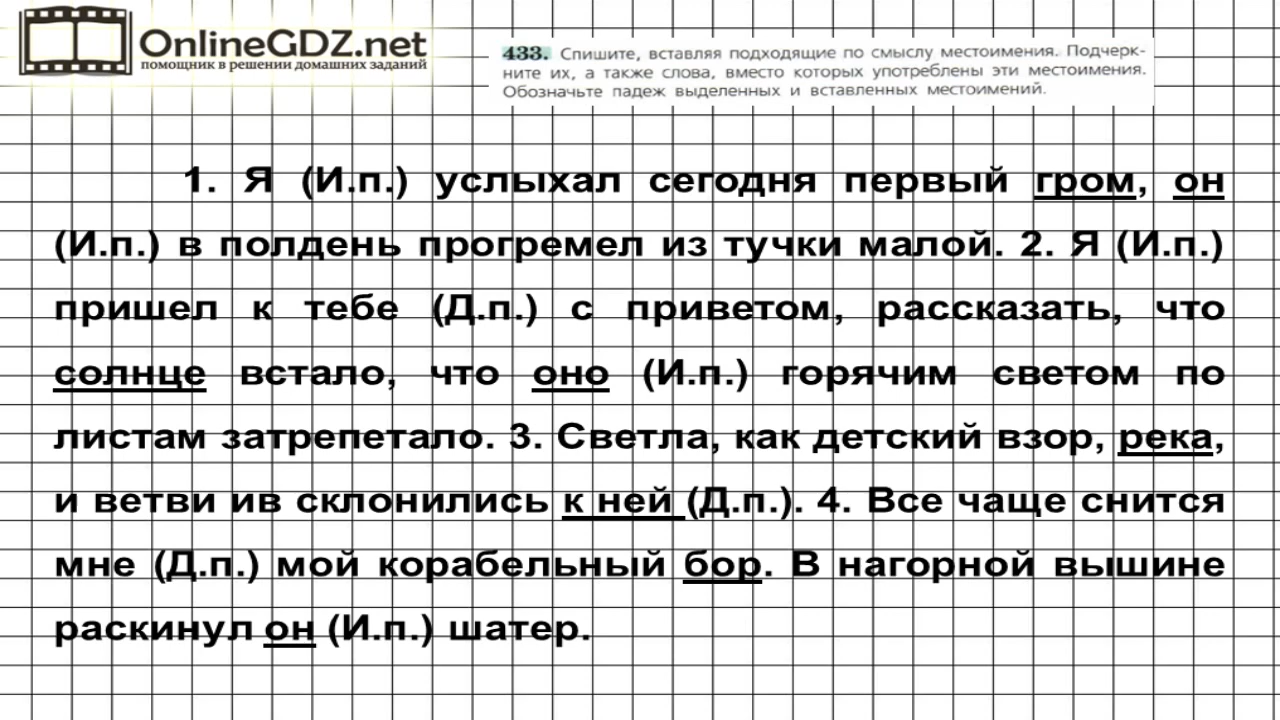 OnlineGDZ.net
помощник в решении домашних заданий
433. Спишите, вставляя подходящие по смыслу местоимения. Подчерк-
ните их, а также слова, вместо которых употреблены эти местоимения.
Обозначьте падеж выделенных и вставленных местоимений.
1. Я (И.п.) услыхал сегодня первый гром, он
(И.п.) в полдень прогремел из тучки малой. 2. Я (И.п.)
пришел к тебе (Д.п.) с приветом, рассказать, что
солнце встало, что оно (И.п.) горячим светом по
листам затрепетало. 3. Светла, как детский взор, река,
и ветви ив склонились к ней (Д.п.). 4. Все чаще снится
мне (Д.п.) мой корабельный бор. В нагорной вышине
раскинул он (И.п.) шатер.